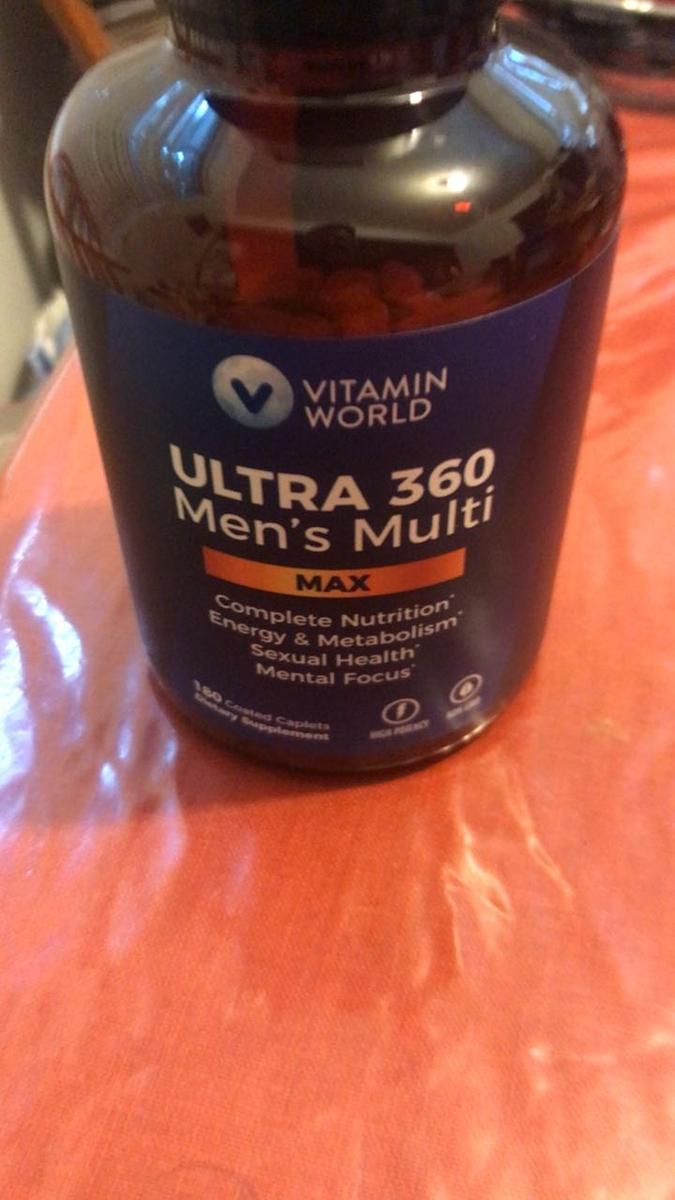 V
VITAMIN
WORLD
ULTRA 360
Men's Multi
MAX
Complete Nutrition*
Energy & Metabolism*
Sexual Health*
Mental Focus*
180 Coated Caplets
Dietary Supplement
HIGH POTENCY